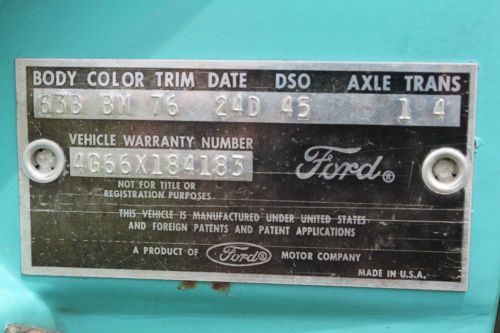 BODY COLOR TRIM DATE DSO AXLE TRANS
63B BM 76 24D 45 1 4
VEHICLE WARRANTY NUMBER
4G66X184183
Ford®
NOT FOR TITLE OR
REGISTRATION PURPOSES
THIS VEHICLE IS MANUFACTURED UNDER UNITED STATES
AND FOREIGN PATENTS AND PATENT APPLICATIONS
A PRODUCT OF Ford® MOTOR COMPANY
MADE IN U.S.A.